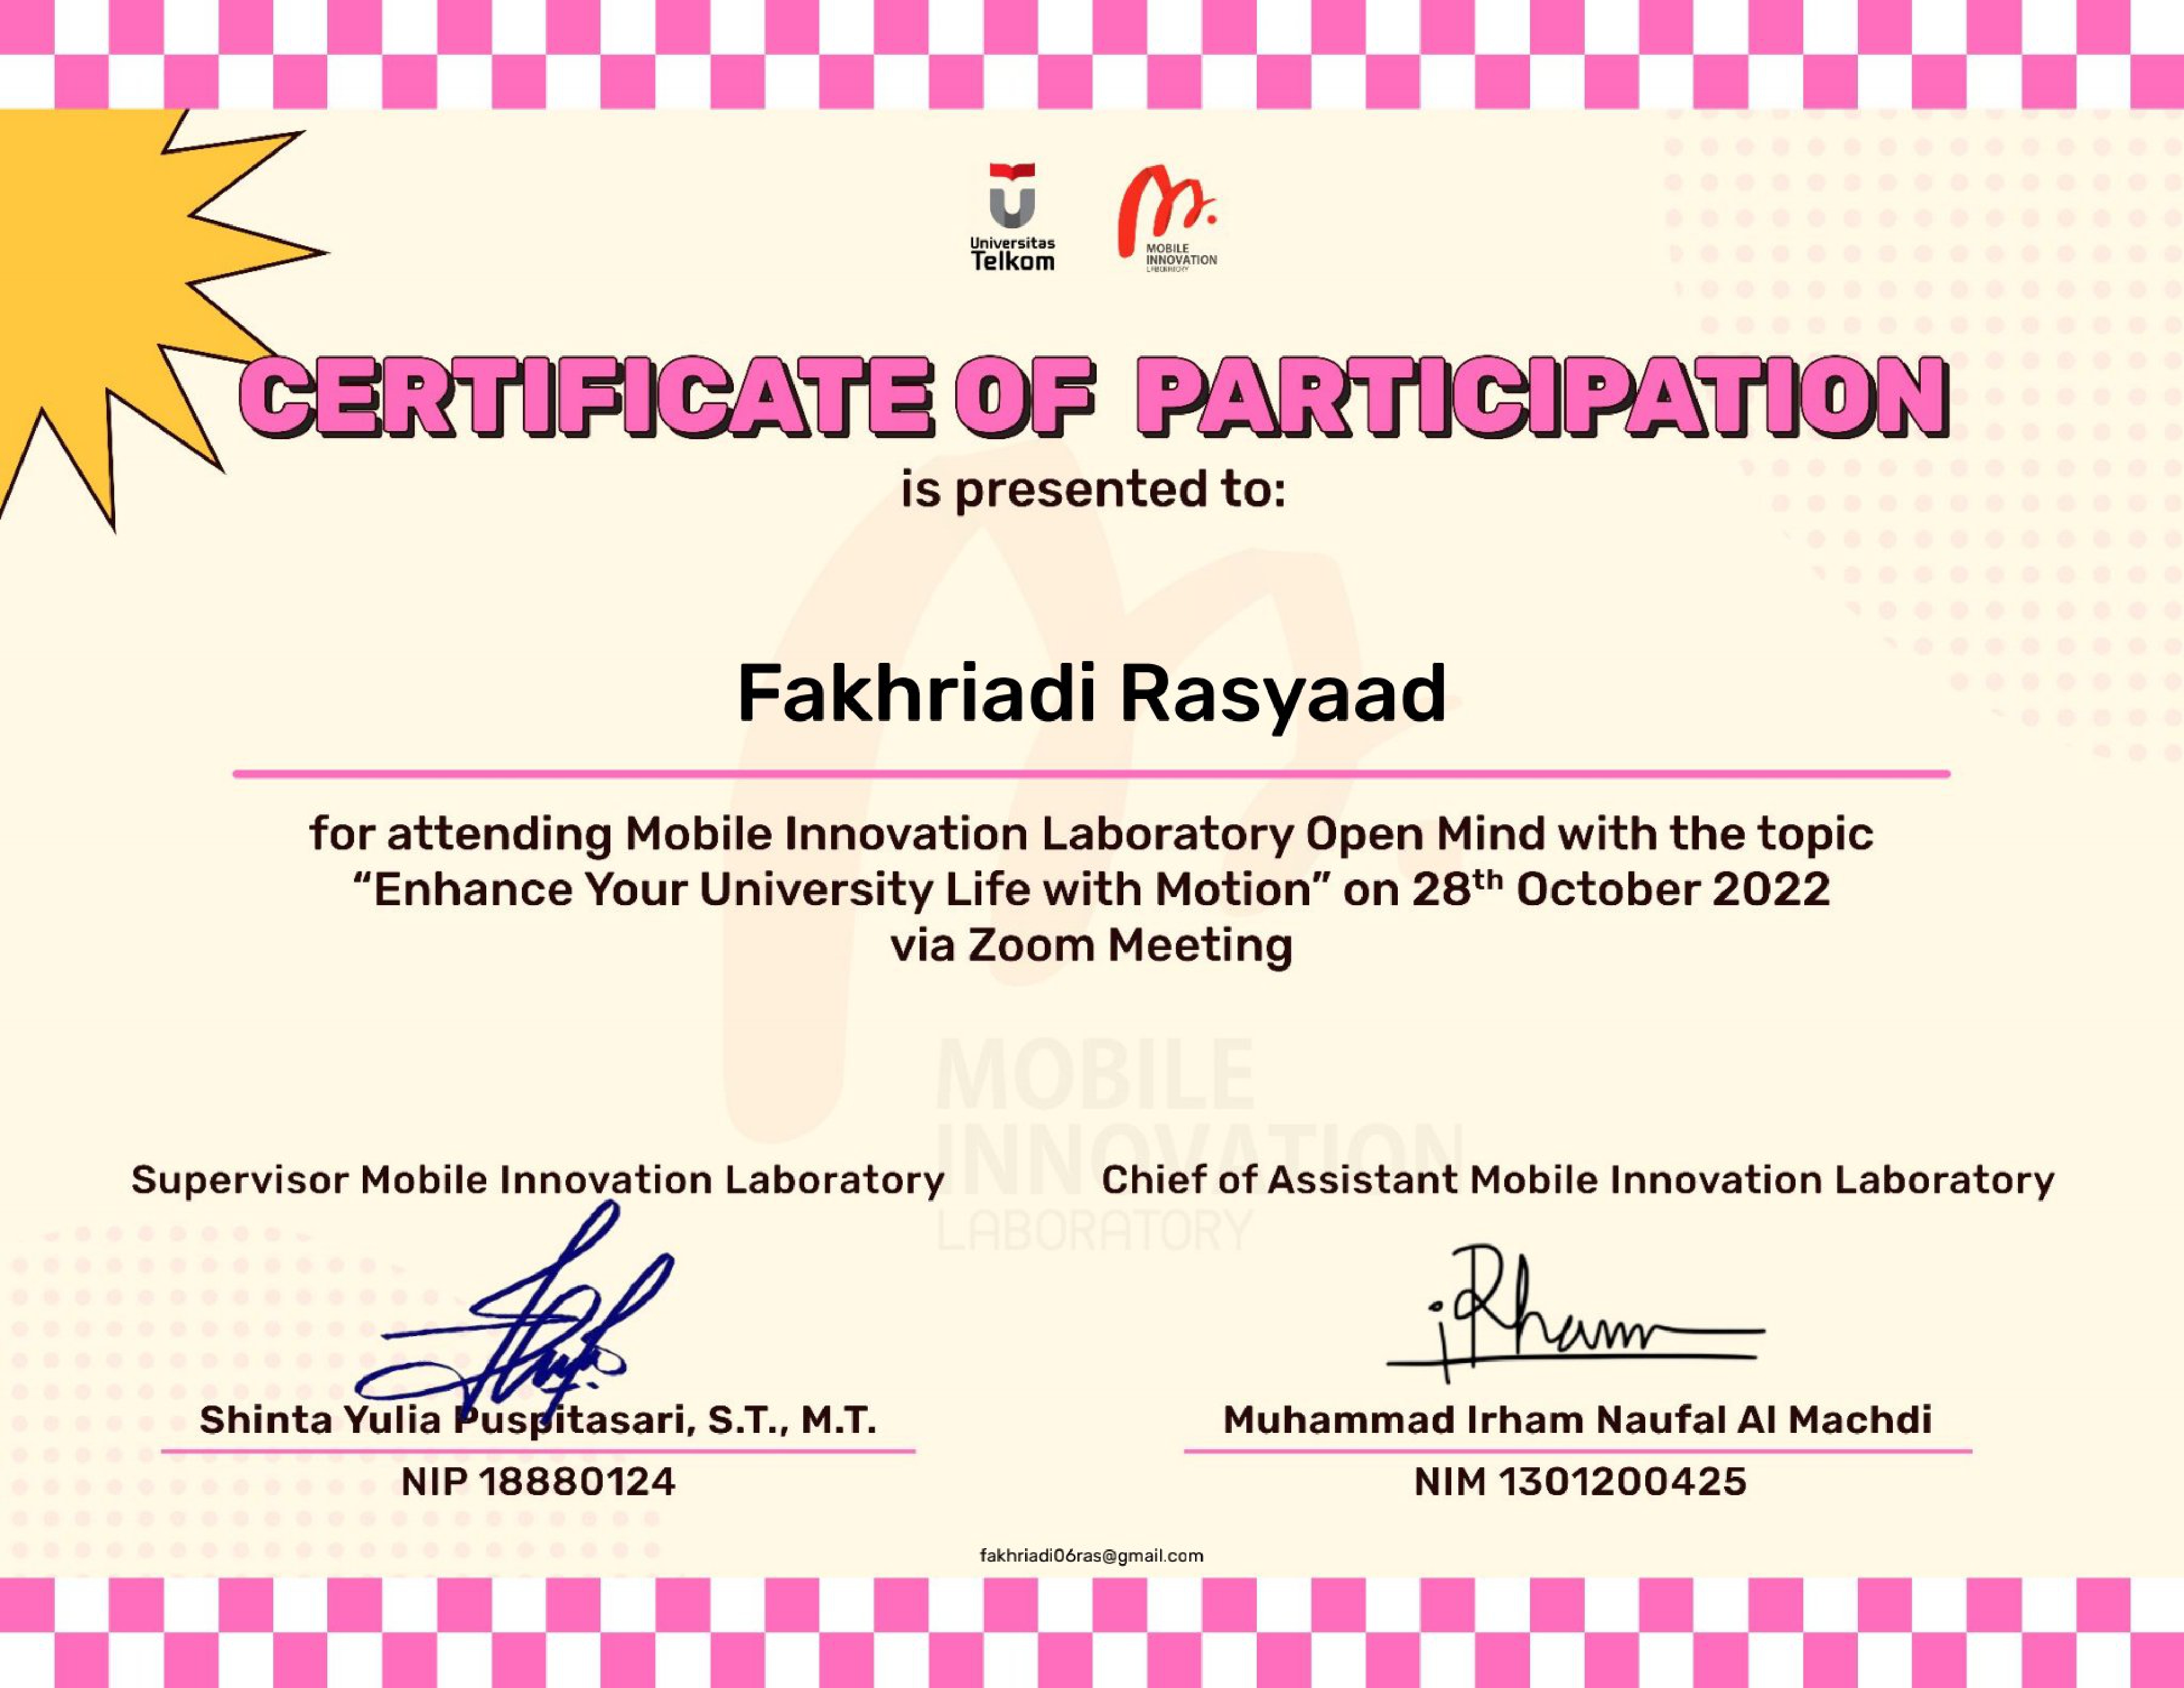 Universitas
Telkom
MOBILE
INNOVATION
LABORATORY
CERTIFICATE OF PARTICIPATION
is presented to:
Fakhriadi Rasyaad
for attending Mobile Innovation Laboratory Open Mind with the topic
“Enhance Your University Life with Motion” on 28th October 2022
via Zoom Meeting
MOBILE
INNOVATION
LABORATORY
Supervisor Mobile Innovation Laboratory
Chief of Assistant Mobile Innovation Laboratory
iRham
Shinta Yulia Puspitasari, S.T., M.T.
Muhammad Irham Naufal Al Machdi
NIP 18880124
NIM 1301200425
fakhriadi06ras@gmail.com